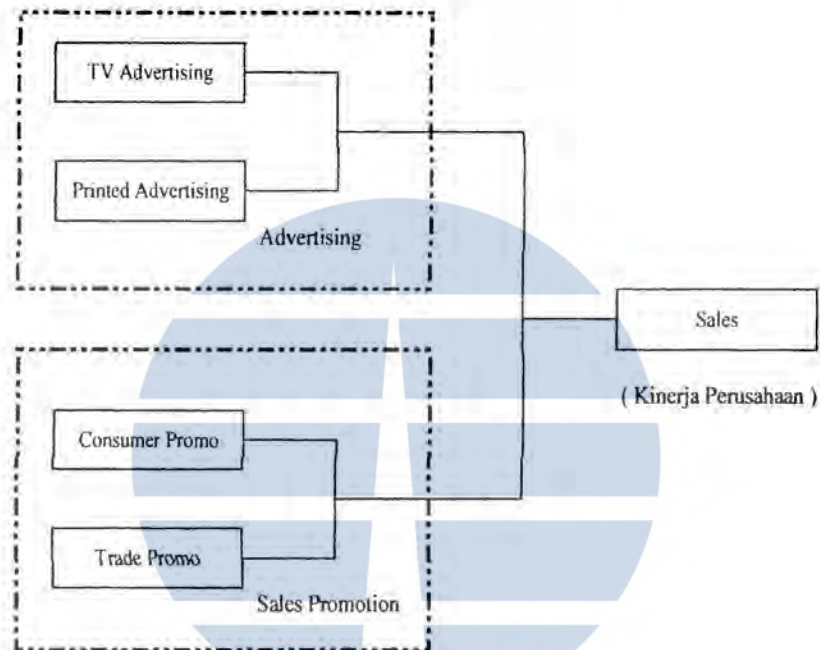 TV Advertising
Printed Advertising
Advertising
Sales
( Kinerja Perusahaan )
Consumer Promo
Trade Promo
Sales Promotion